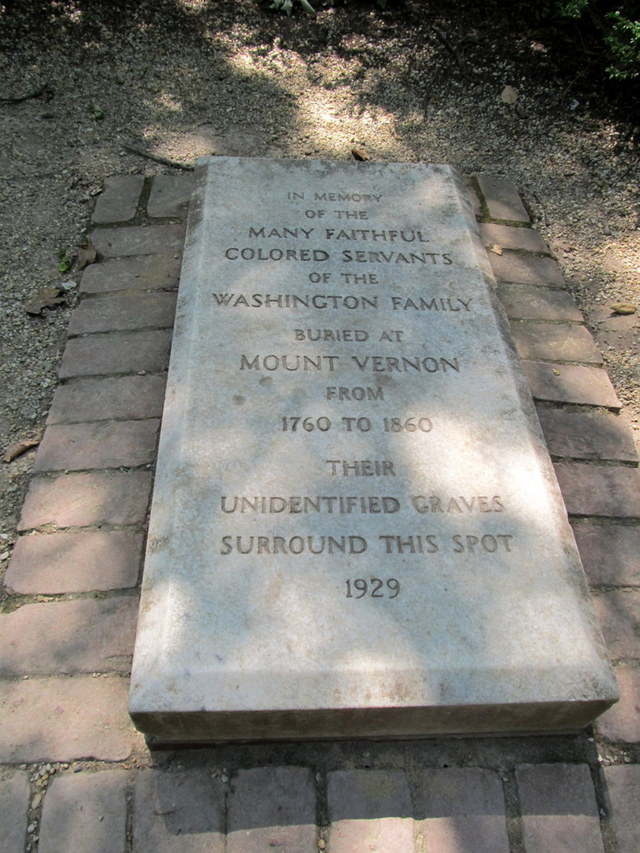 IN MEMORY
OF THE
MANY FAITHFUL
COLORED SERVANTS
OF THE
WASHINGTON FAMILY
BURIED AT
MOUNT VERNON
FROM
1760 TO 1860
THEIR
UNIDENTIFIED GRAVES
SURROUND THIS SPOT
1929